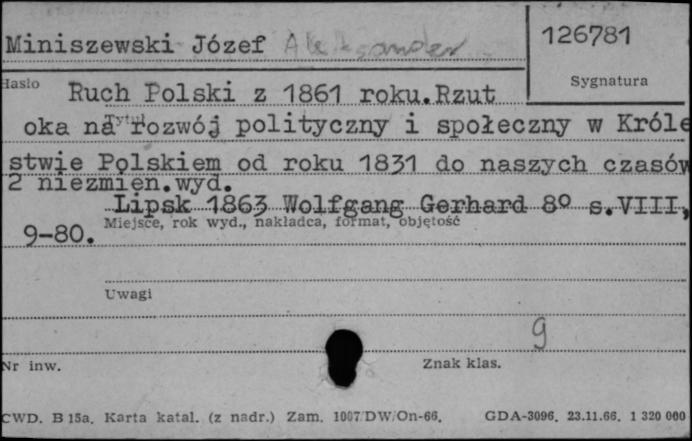 Miniszewski Józef Aleksander
126781
Hasło
Sygnatura
Ruch Polski z 1861 roku.Rzut
Tytuł
oka na rozwój polityczny i społeczny w Króle
stwie Polskiem od roku 1831 do naszych czasów
2 niezmien.wyd.
Lipsk 1863 Wolfgang Gerhard 8º s.VIII,
Miejsce, rok wyd., nakładca, format, objętość
9-80.
Uwagi
9
Nr inw.
Znak klas.
CWD. B 15a. Karta katal. (z nadr.) Zam. 1007/DW/On-66. GDA-3096. 23.11.66. 1 320 000